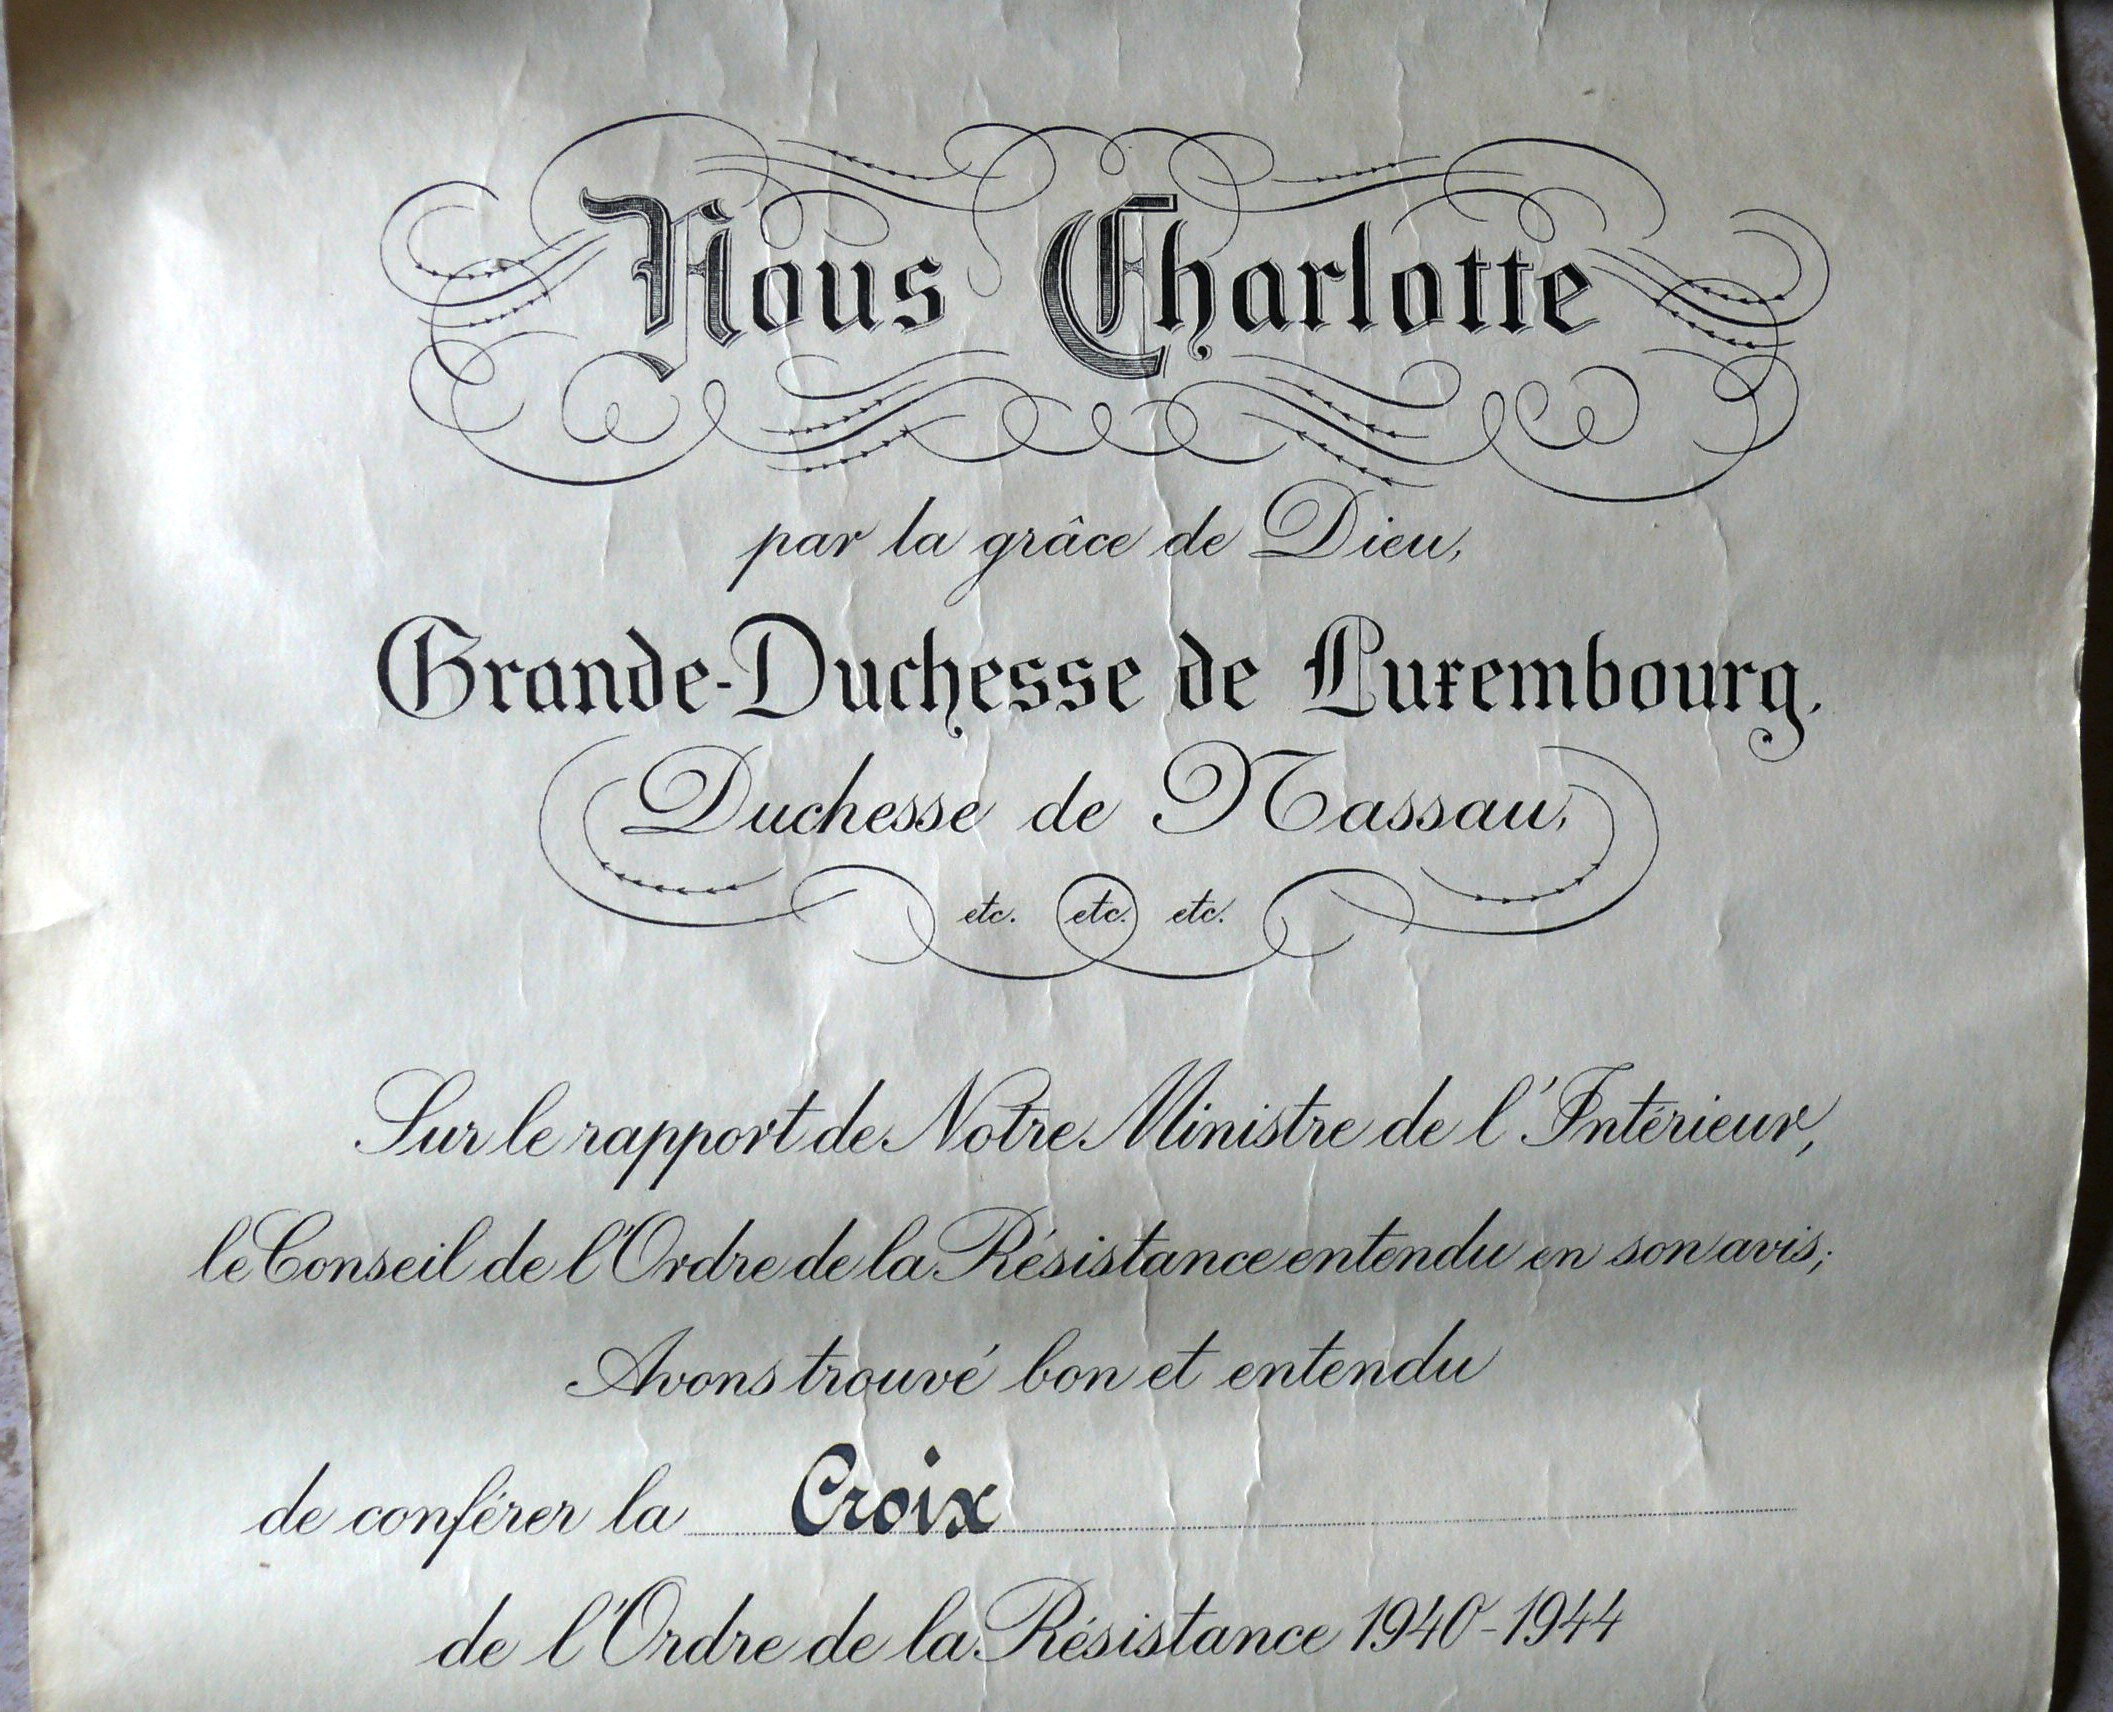 Nous Charlotte
par la grâce de Dieu,
Grande-Duchesse de Luxembourg,
Duchesse de Nassau,
etc. etc. etc.
Sur le rapport de Notre Ministre de l'Intérieur,
le Conseil de l'Ordre de la Résistance entendu en son avis;
Avons trouvé bon et entendu
de conférer la Croix
de l'Ordre de la Résistance 1940-1944